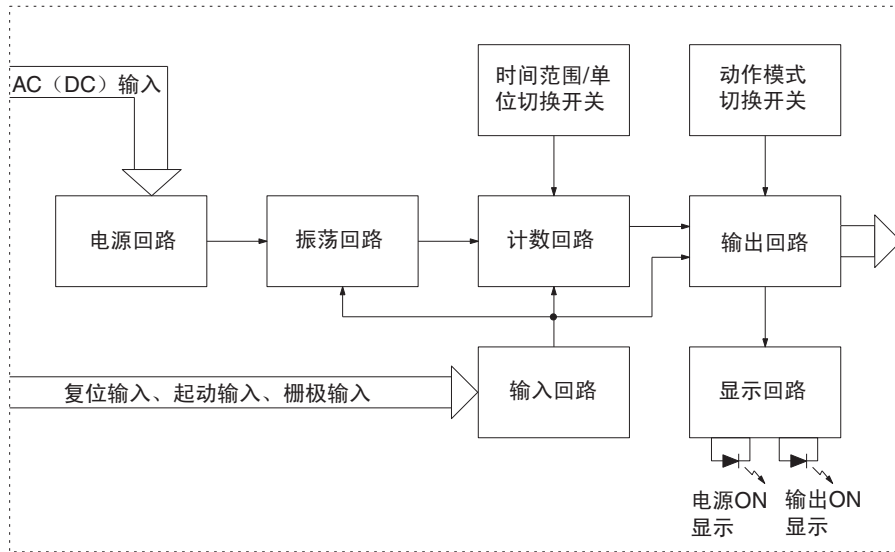 AC（DC）输入
时间范围/单
位切换开关
动作模式
切换开关
电源回路
振荡回路
计数回路
输出回路
复位输入、起动输入、栅极输入
输入回路
显示回路
电源ON
显示
输出ON
显示